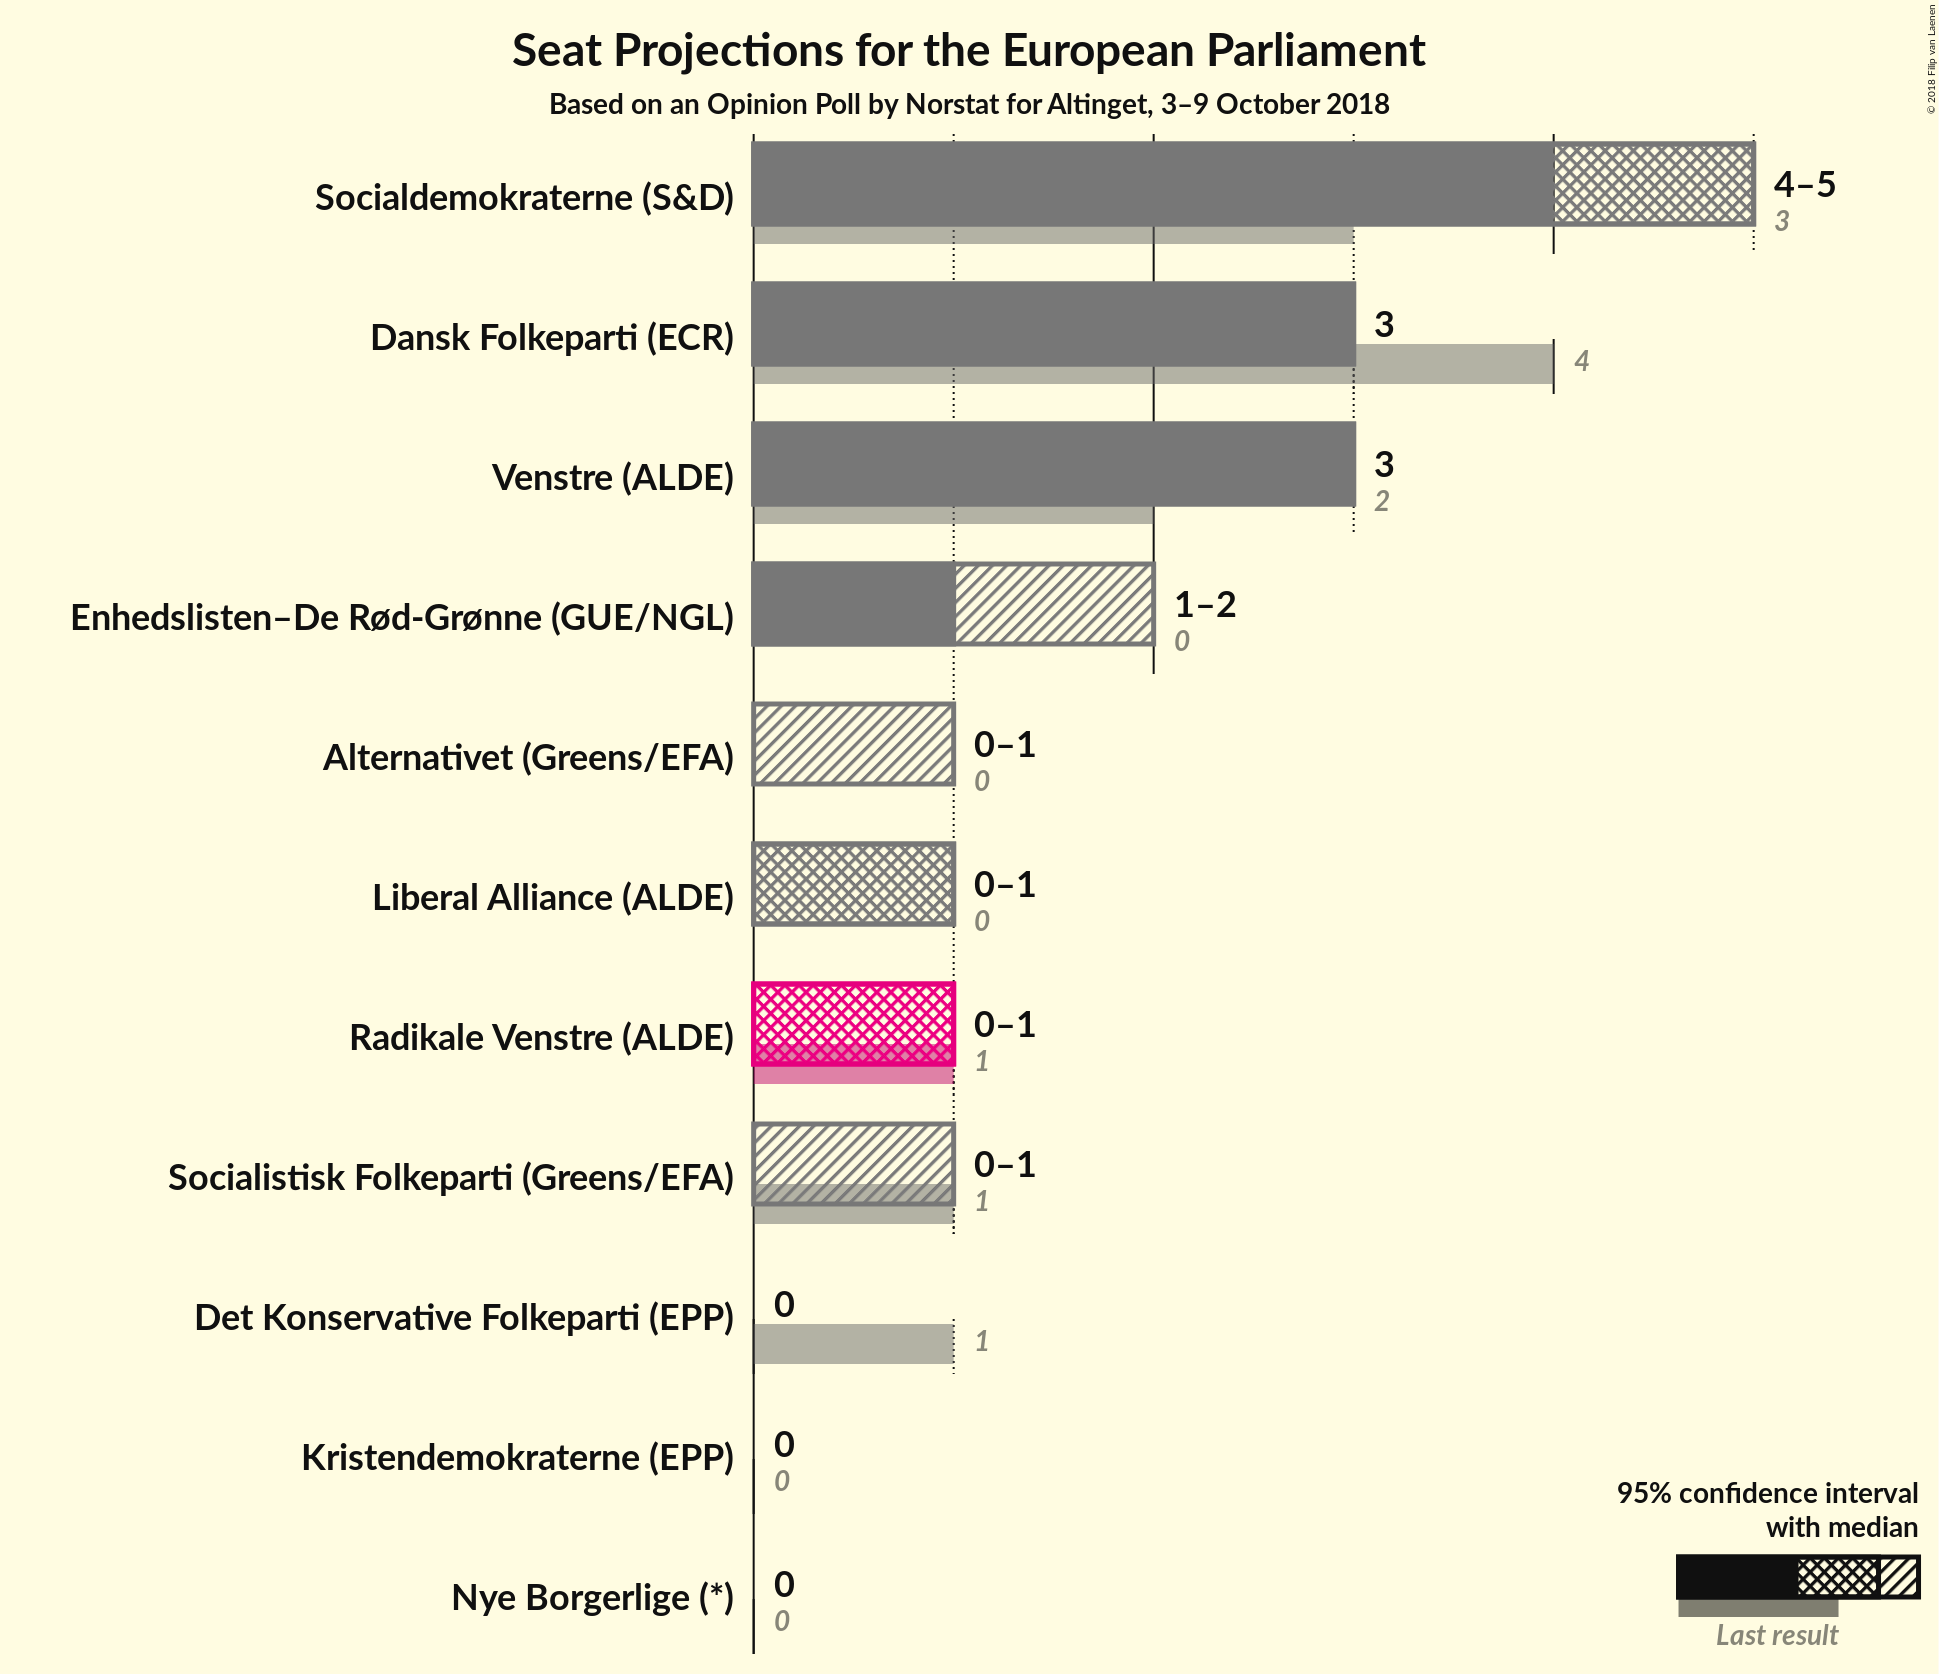 Seat Projections for the European Parliament
Based on an Opinion Poll by Norstat for Altinget, 3–9 October 2018
© 2018 Filip van Laenen
Socialdemokraterne (S&D)
4–5
3
Dansk Folkeparti (ECR)
3
4
Venstre (ALDE)
3
2
Enhedslisten–De Rød-Grønne (GUE/NGL)
1–2
0
Alternativet (Greens/EFA)
0–1
0
Liberal Alliance (ALDE)
0–1
0
Radikale Venstre (ALDE)
0–1
1
Socialistisk Folkeparti (Greens/EFA)
0–1
1
Det Konservative Folkeparti (EPP)
0
1
Kristendemokraterne (EPP)
0
0
Nye Borgerlige (*)
0
0
95% confidence interval
with median
Last result